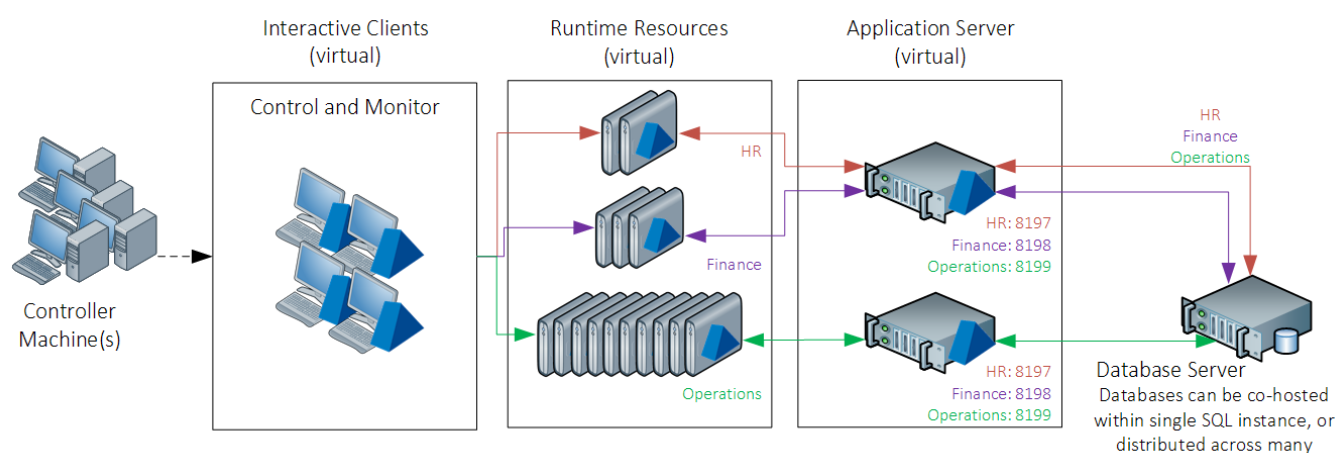 Interactive Clients
(virtual)
Runtime Resources
(virtual)
Application Server
(virtual)
Control and Monitor
HR
HR
Finance
Operations
HR: 8197
Finance: 8198
Operations: 8199
Finance
Controller
Machine(s)
Operations
HR: 8197
Finance: 8198
Operations: 8199
Database Server
Databases can be co-hosted
within single SQL instance, or
distributed across many